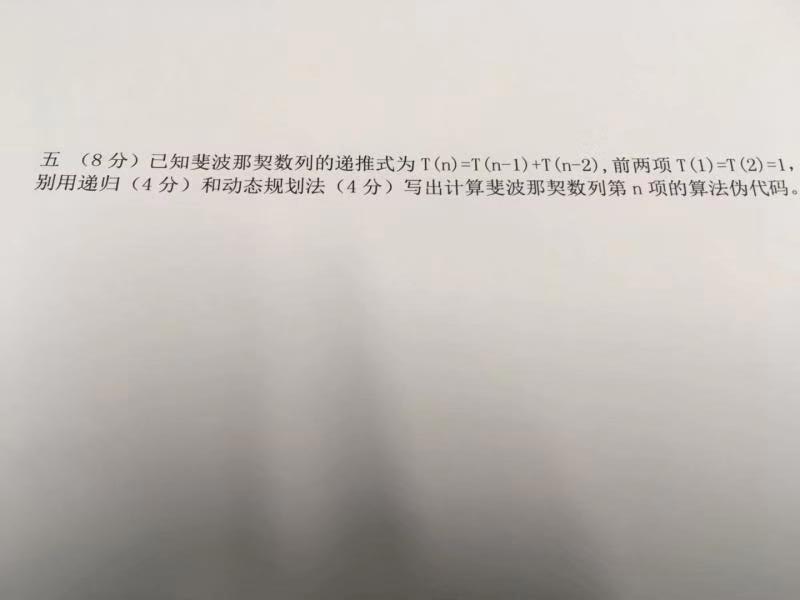 五 （8 分）已知斐波那契数列的递推式为 T(n)=T(n-1)+T(n-2),前两项 T(1)=T(2)=1,
别用递归（4 分）和动态规划法（4 分）写出计算斐波那契数列第 n 项的算法伪代码。